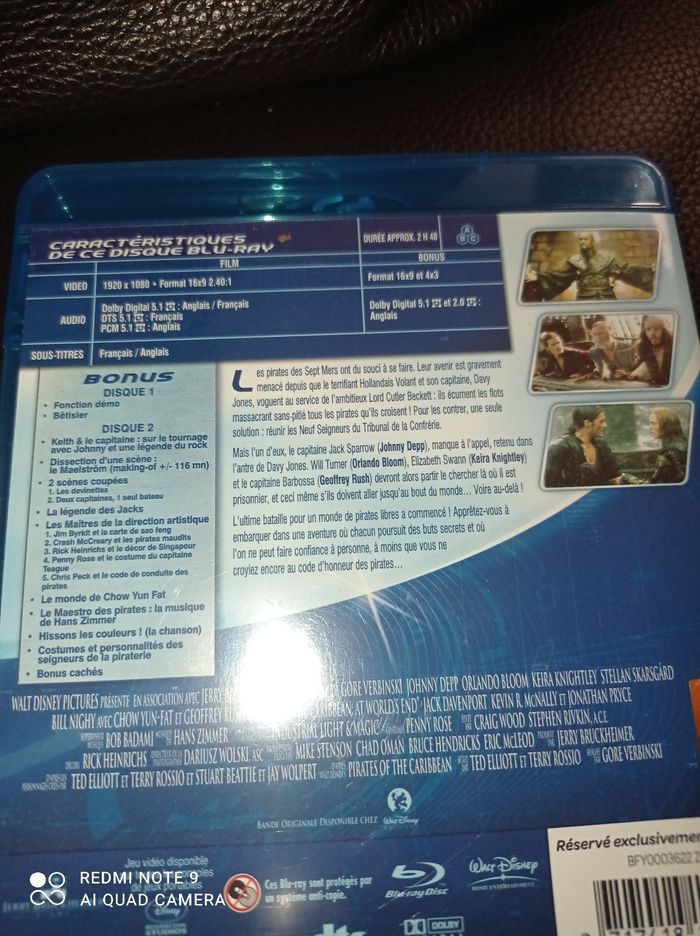 CARACTÉRISTIQUES
DE CE DISQUE BLU-RAY
DURÉE APPROX. 2 H 48
A B C
FILM
BONUS
VIDEO
1920 x 1080 • Format 16x9 2.40:1
Format 16x9 et 4x3
AUDIO
Dolby Digital 5.1 : Anglais / Français
DTS 5.1 : Français
PCM 5.1 : Anglais
Dolby Digital 5.1 et 2.0 :
Anglais
SOUS-TITRES
Français / Anglais
BONUS
DISQUE 1
• Fonction démo
• Bêtisier
DISQUE 2
• Keith & le capitaine : sur le tournage
avec Johnny et une légende du rock
• Dissection d'une scène :
le Maelström (making-of +/- 116 mn)
• 2 scènes coupées
1. Les devinettes
2. Deux capitaines, 1 seul bateau
• La légende des Jacks
• Les Maîtres de la direction artistique
1. Jim Byrkit et la carte de sao feng
2. Crash McCreary et les pirates maudits
3. Rick Heinrichs et le décor de Singapour
4. Penny Rose et le costume du capitaine
Teague
5. Chris Peck et le code de conduite des
pirates
• Le monde de Chow Yun Fat
• Le Maestro des pirates : la musique
de Hans Zimmer
• Hissons les couleurs ! (la chanson)
• Costumes et personnalités des
seigneurs de la piraterie
• Bonus cachés
Les pirates des Sept Mers ont du souci à se faire. Leur avenir est gravement
menacé depuis que le terrifiant Hollandais Volant et son capitaine, Davy
Jones, voguent au service de l'ambitieux Lord Cutler Beckett : ils écument les flots
massacrant sans-pitié tous les pirates qu'ils croisent ! Pour les contrer, une seule
solution : réunir les Neuf Seigneurs du Tribunal de la Confrérie.
Mais l'un d'eux, le capitaine Jack Sparrow (Johnny Depp), manque à l'appel, retenu dans
l'antre de Davy Jones. Will Turner (Orlando Bloom), Elizabeth Swann (Keira Knightley)
et le capitaine Barbossa (Geoffrey Rush) devront alors partir le chercher là où il est
prisonnier, et ceci même s'ils doivent aller jusqu'au bout du monde... Voire au-delà !
L'ultime bataille pour un monde de pirates libres a commencé ! Apprêtez-vous à
embarquer dans une aventure où chacun poursuit des buts secrets et où
l'on ne peut faire confiance à personne, à moins que vous ne
croyiez encore au code d'honneur des pirates...
WALT DISNEY PICTURES PRÉSENTE EN ASSOCIATION AVEC JERRY GORE VERBINSKI JOHNNY DEPP ORLANDO BLOOM KEIRA KNIGHTLEY STELLAN SKARSGÅRD
BILL NIGHY AVEC CHOW YUN-FAT ET GEOFFREY CARIBBEAN: AT WORLD'S END" JACK DAVENPORT KEVIN R. McNALLY ET JONATHAN PRYCE
BOB BADAMI HANS ZIMMER INDUSTRIAL LIGHT & MAGIC PENNY ROSE CRAIG WOOD STEPHEN RIVKIN, A.C.E.
RICK HEINRICHS DARIUSZ WOLSKI, ASC MIKE STENSON CHAD OMAN BRUCE HENDRICKS ERIC McLEOD JERRY BRUCKHEIMER
TED ELLIOTT ET TERRY ROSSIO ET STUART BEATTIE ET JAY WOLPERT PIRATES OF THE CARIBBEAN TED ELLIOTT ET TERRY ROSSIO GORE VERBINSKI
BANDE ORIGINALE DISPONIBLE CHEZ Walt Disney
Réservé exclusiveme
BFY0003622 Z
Jeu vidéo disponible
de jeux portables
Disney
Ces Blu-ray sont protégés par
un système anti-copie.
Blu-ray Disc
WALT DISNEY
HOME ENTERTAINMENT
dts
DOLBY
REDMI NOTE 9
AI QUAD CAMERA